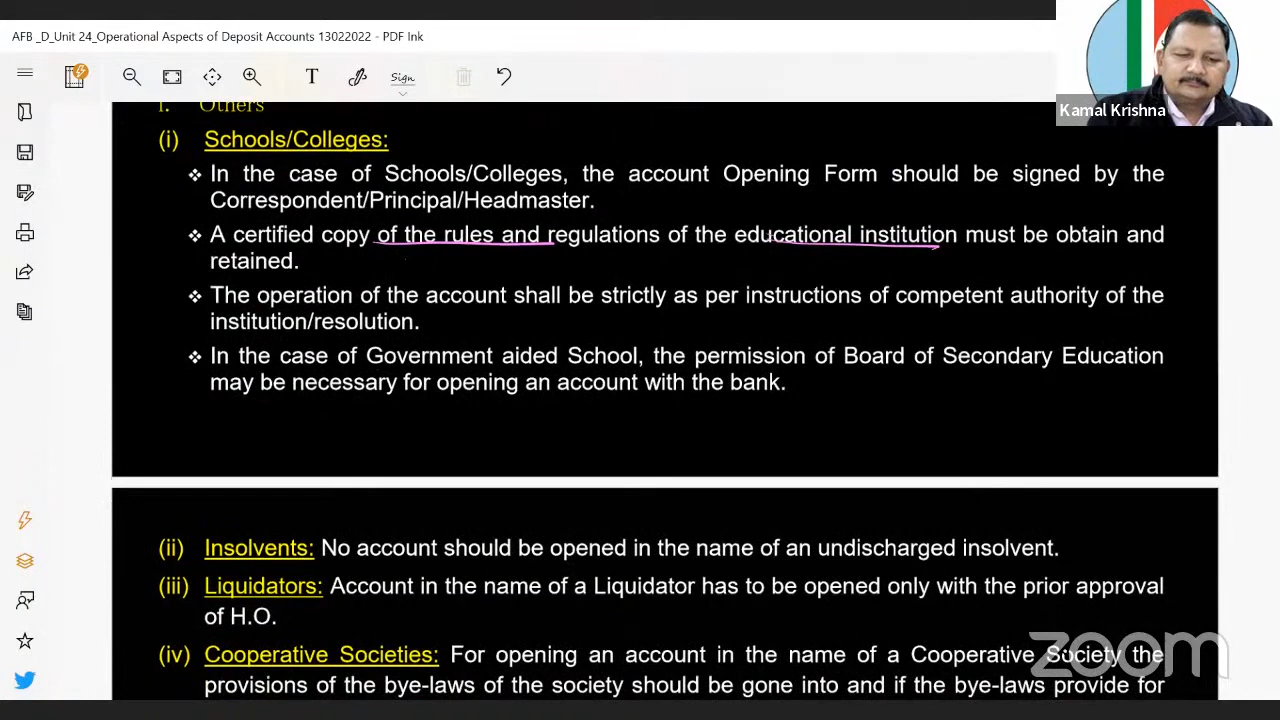 AFB _D_Unit 24_Operational Aspects of Deposit Accounts 13022022 - PDF Ink
T
Sign
Kamal Krishna
Others
(i) Schools/Colleges:
❖ In the case of Schools/Colleges, the account Opening Form should be signed by the
Correspondent/Principal/Headmaster.
❖ A certified copy of the rules and regulations of the educational institution must be obtain and
retained.
❖ The operation of the account shall be strictly as per instructions of competent authority of the
institution/resolution.
❖ In the case of Government aided School, the permission of Board of Secondary Education
may be necessary for opening an account with the bank.
(ii) Insolvents: No account should be opened in the name of an undischarged insolvent.
(iii) Liquidators: Account in the name of a Liquidator has to be opened only with the prior approval
of H.O.
(iv) Cooperative Societies: For opening an account in the name of a Cooperative Society the
provisions of the bye-laws of the society should be gone into and if the bye-laws provide for
zoom